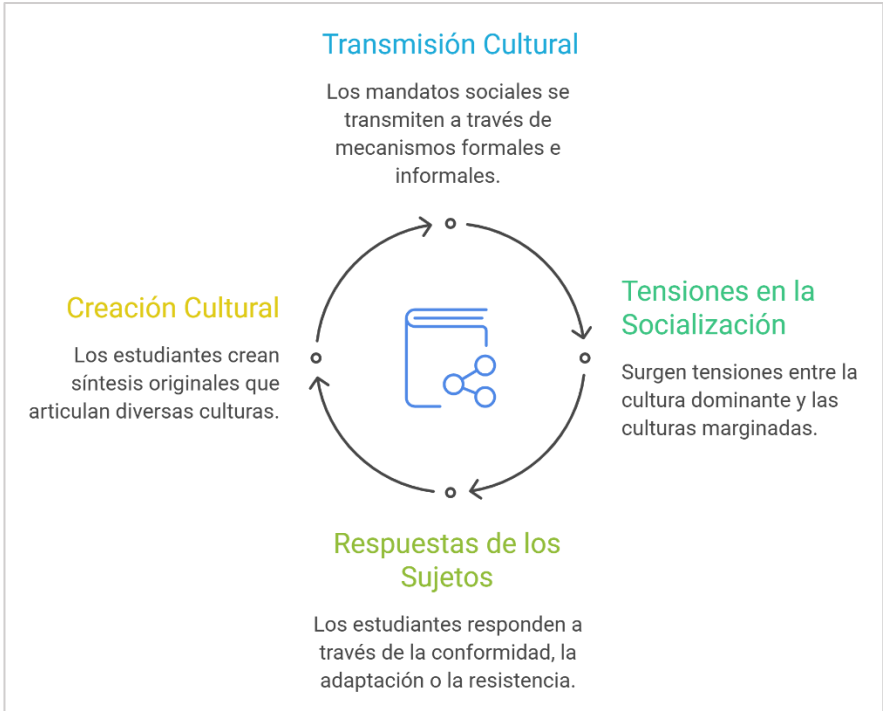 Transmisión Cultural
Los mandatos sociales se
transmiten a través de
mecanismos formales e
informales.
Creación Cultural
Los estudiantes crean
síntesis originales que
articulan diversas culturas.
Tensiones en la
Socialización
Surgen tensiones entre la
cultura dominante y las
culturas marginadas.
Respuestas de los
Sujetos
Los estudiantes responden a
través de la conformidad, la
adaptación o la resistencia.